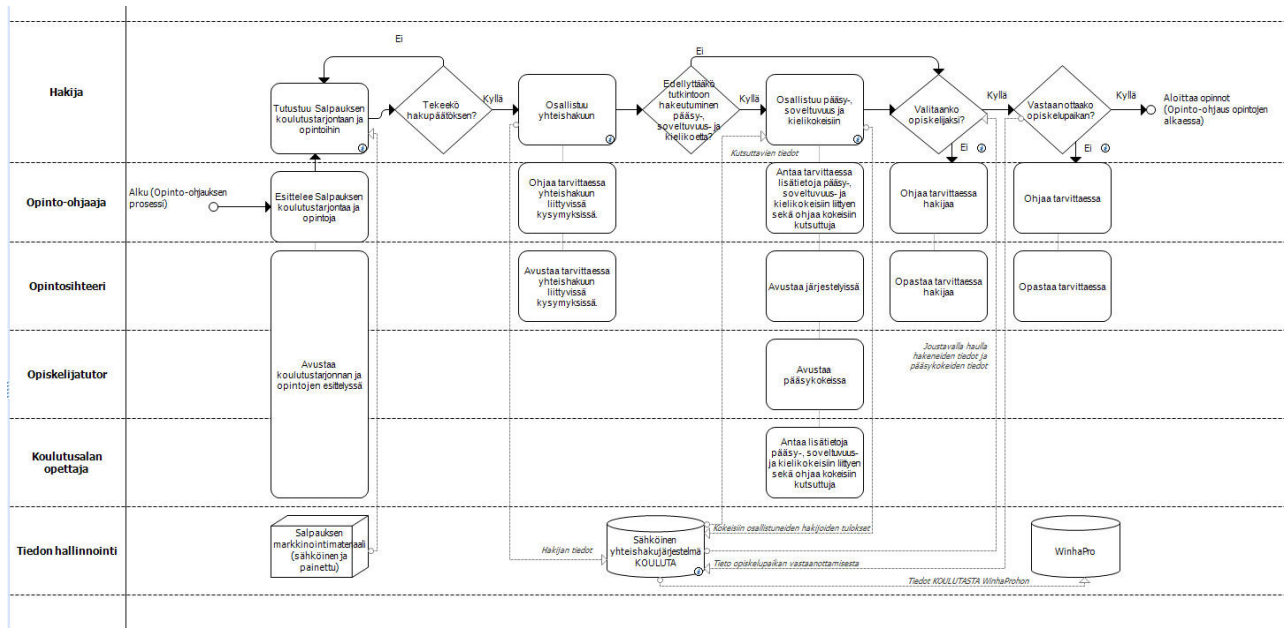 Hakija
Ei
Tutustuu Salpauksen
koulutustarjontaan ja
opintoihin
Tekeekö
hakupäätöksen?
Kyllä
Osallistuu
yhteishakuun
Edellyttääkö
tutkintoon
hakeutuminen
pääsy-,
soveltuvuus- ja
kielikoetta?
Ei
Kyllä
Osallistuu pääsy-,
soveltuvuus ja
kielikokeisiin
Valitaanko
opiskelijaksi?
Kyllä
Ei
Vastaanottaako
opiskelupaikan?
Kyllä
Ei
Aloittaa opinnot
(Opinto-ohjaus opintojen
alkaessa)
Kutsuttavien tiedot
Opinto-ohjaaja
Alku (Opinto-ohjauksen
prosessi)
Esittelee Salpauksen
koulutustarjontaa ja
opintoja
Ohjaa tarvittaessa
yhteishakuun
liittyvissä
kysymyksissä.
Antaa tarvittaessa
lisätietoja pääsy-,
soveltuvuus- ja
kielikokeisiin liittyen
sekä ohjaa kokeisiin
kutsuttuja
Ohjaa tarvittaessa
hakijaa
Ohjaa tarvittaessa
Opintosihteeri
Avustaa tarvittaessa
yhteishakuun
liittyvissä
kysymyksissä.
Avustaa järjestelyissä
Opastaa tarvittaessa
hakijaa
Opastaa tarvittaessa
Opiskelijatutor
Avustaa
koulutustarjonnan ja
opintojen esittelyssä
Avustaa
pääsykokeissa
Joustavalla haulla
hakeneiden tiedot ja
pääsykokeiden tiedot
Koulutusalan
opettaja
Antaa lisätietoja
pääsy-, soveltuvuus-
ja kielikokeisiin liittyen
sekä ohjaa kokeisiin
kutsuttuja
Tiedon hallinnointi
Salpauksen
markkinointimateriaali
(sähköinen ja
painettu)
Hakijan tiedot
Sähköinen
yhteishakujärjestelmä
KOULUTA
Kokeisiin osallistuneiden hakijoiden tulokset
Tieto opiskelupaikan vastaanottamisesta
Tiedot KOULUTASTA WinhaProhon
WinhaPro